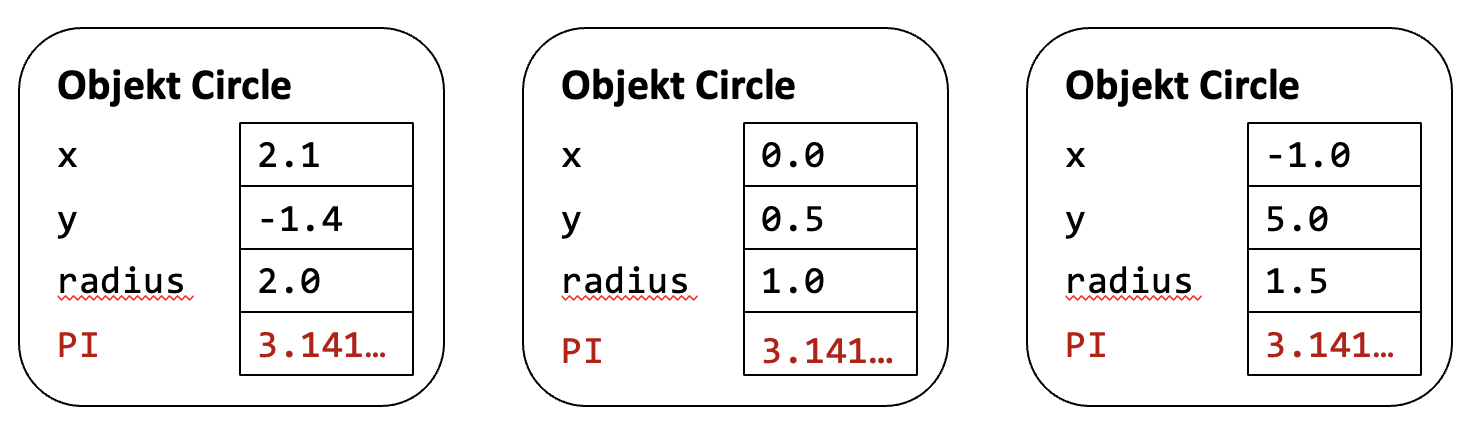 Objekt Circle
x 2.1
y -1.4
radius 2.0
PI 3.141…
Objekt Circle
x 0.0
y 0.5
radius 1.0
PI 3.141…
Objekt Circle
x -1.0
y 5.0
radius 1.5
PI 3.141…